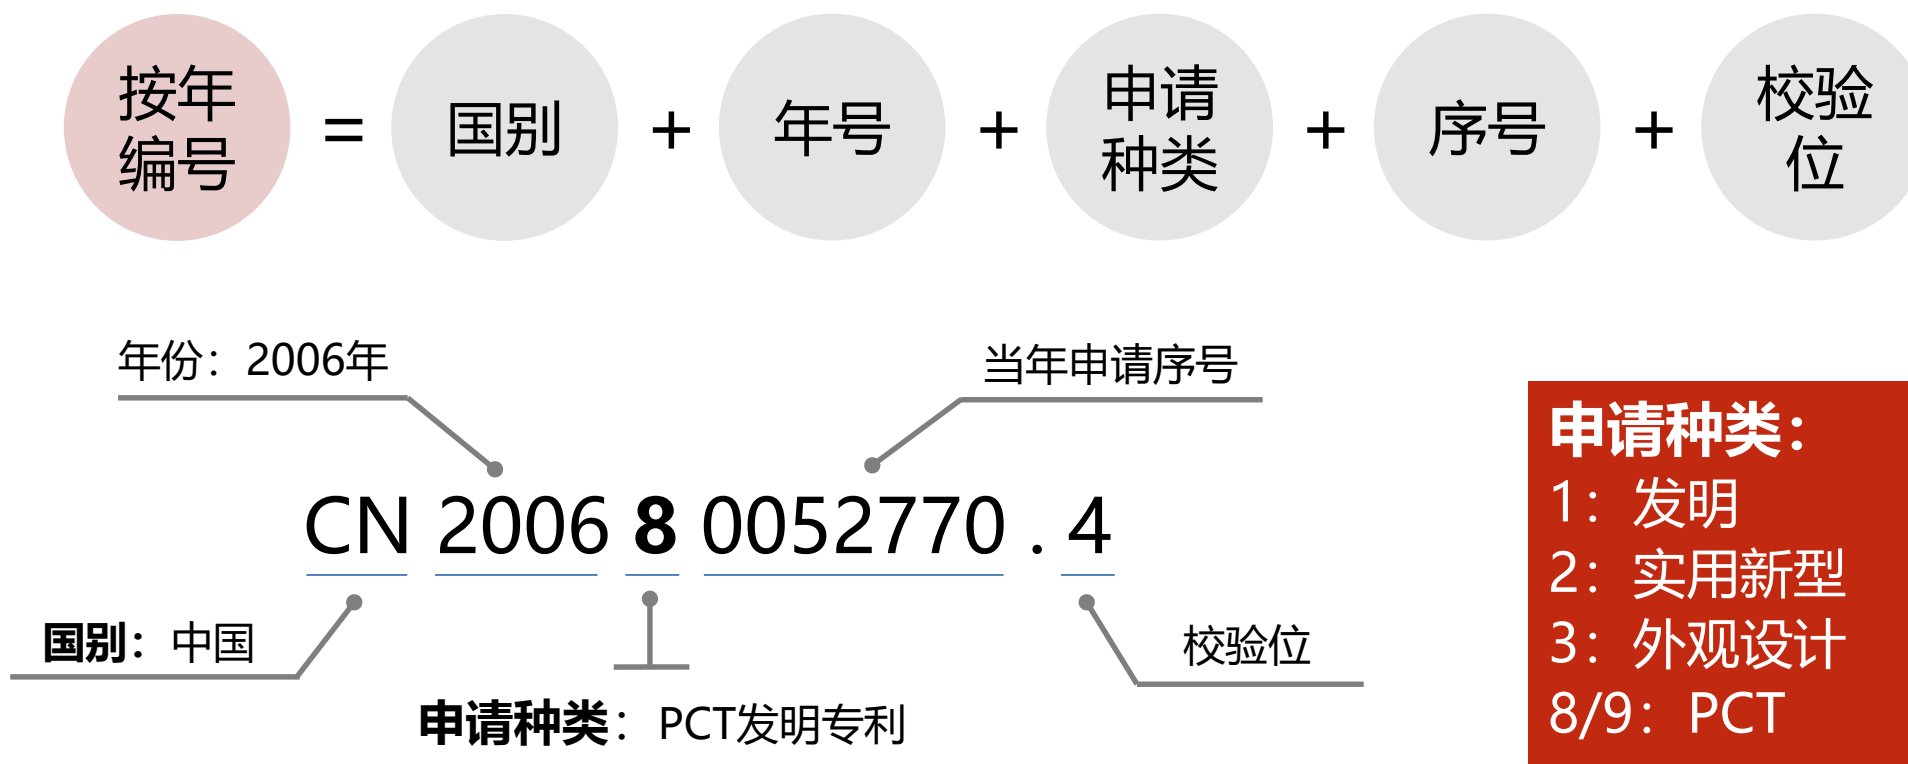 按年
编号
=
国别
+
年号
+
申请
种类
+
序号
+
校验
位
年份：2006年
当年申请序号
CN 2006 8 0052770 . 4
国别：中国
校验位
申请种类：PCT发明专利
申请种类：
1：发明
2：实用新型
3：外观设计
8/9：PCT